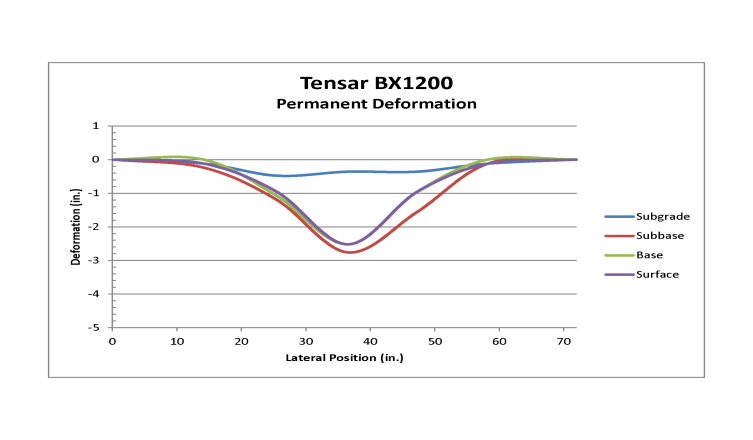 Tensar BX1200
Permanent Deformation
1
0
-1
-2
-3
-4
-5
Deformation (in.)
0 10 20 30 40 50 60 70
Lateral Position (in.)
Subgrade
Subbase
Base
Surface